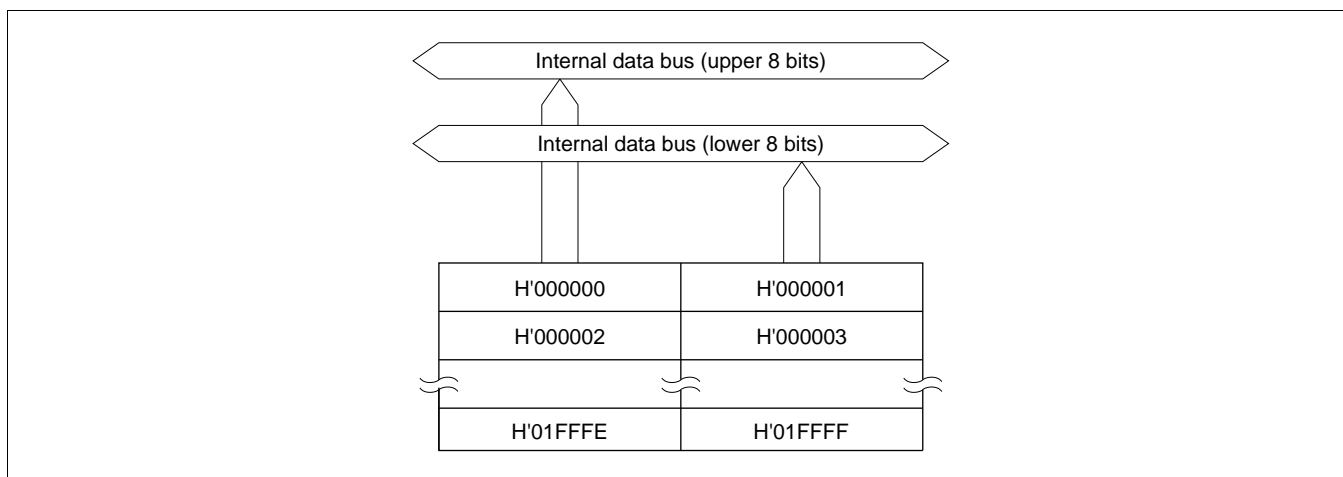 Internal data bus (upper 8 bits)
Internal data bus (lower 8 bits)
H'000000 H'000001
H'000002 H'000003
H'01FFFE H'01FFFF